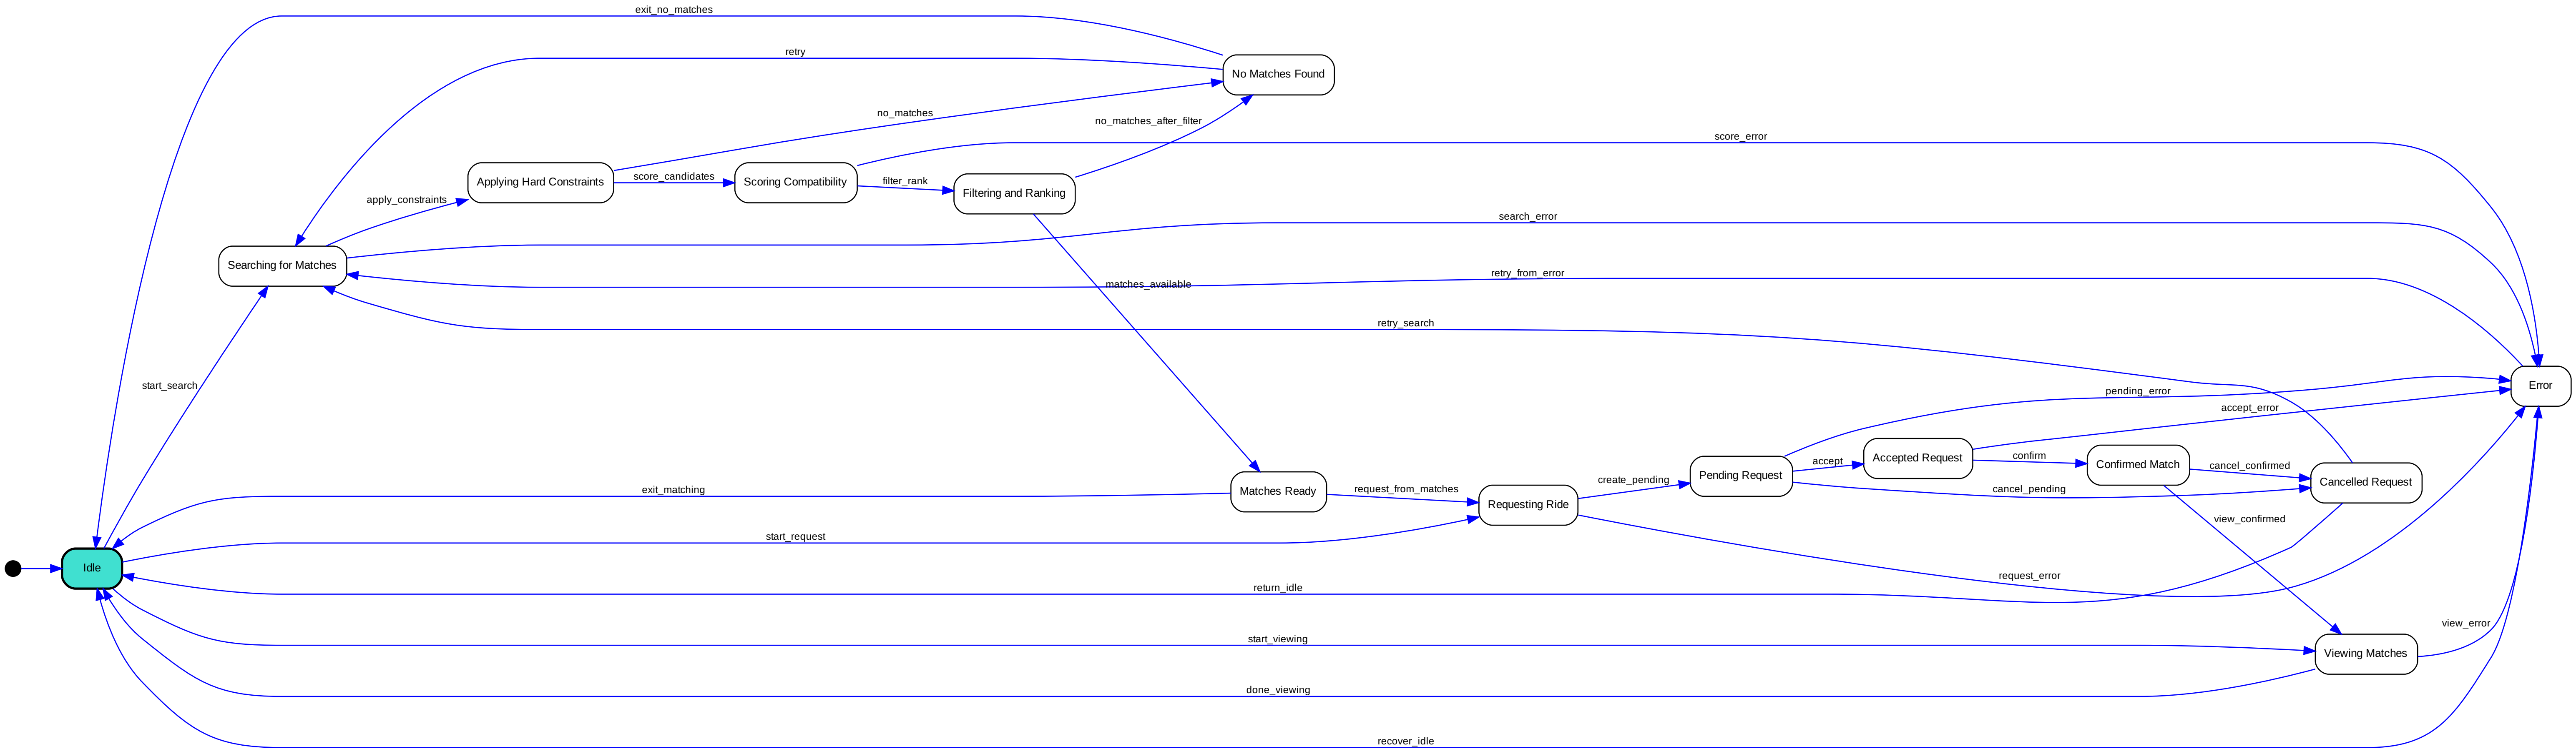 exit_no_matches
retry
No Matches Found
no_matches
no_matches_after_filter
score_error
Applying Hard Constraints
score_candidates
Scoring Compatibility
filter_rank
Filtering and Ranking
apply_constraints
search_error
Searching for Matches
retry_from_error
matches_available
retry_search
start_search
Error
pending_error
accept_error
Accepted Request
confirm
Confirmed Match
accept
cancel_confirmed
Pending Request
create_pending
Cancelled Request
cancel_pending
exit_matching
Matches Ready
request_from_matches
Requesting Ride
view_confirmed
start_request
Idle
request_error
return_idle
view_error
start_viewing
Viewing Matches
done_viewing
recover_idle